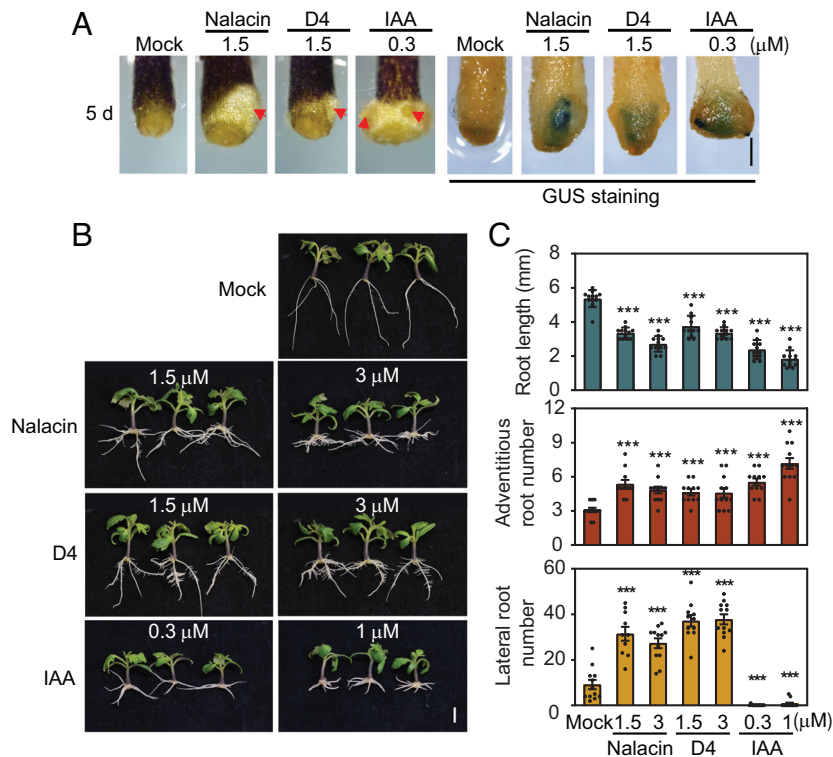 A
Nalacin D4 IAA Nalacin D4 IAA
Mock 1.5 1.5 0.3 Mock 1.5 1.5 0.3 (μM)
5 d
GUS staining
B
Mock
1.5 μM 3 μM
Nalacin
1.5 μM 3 μM
D4
0.3 μM 1 μM
IAA
C
Root length (mm)
8
6
4
2
0
*** *** *** *** *** ***
Adventitious
root number
12
9
6
3
0
*** *** *** *** *** ***
Lateral root
number
60
40
20
0
*** *** *** *** *** ***
Mock 1.5 3 1.5 3 0.3 1 (μM)
Nalacin D4 IAA